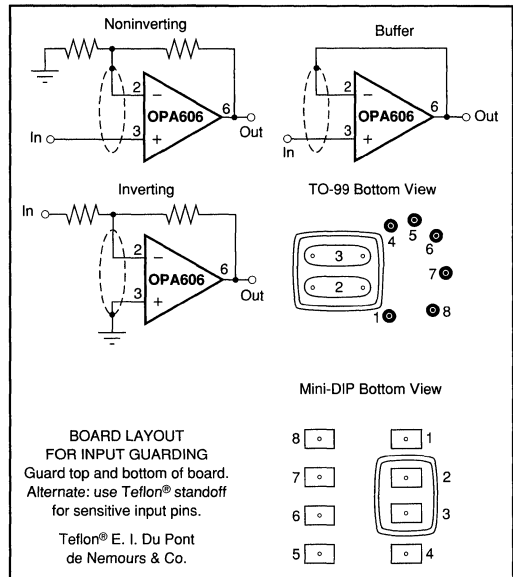 Noninverting
2
−
OPA606
6
3
+
In
Out
Buffer
2
−
OPA606
6
3
+
In
Out
Inverting
In
2
−
OPA606
6
3
+
Out
TO-99 Bottom View
4
5
6
3
7
2
1
8
Mini-DIP Bottom View
8
1
7
2
6
3
5
4
BOARD LAYOUT
FOR INPUT GUARDING
Guard top and bottom of board.
Alternate: use Teflon® standoff
for sensitive input pins.
Teflon® E. I. Du Pont
de Nemours & Co.